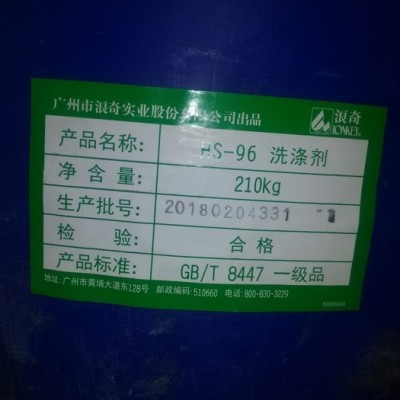 广州市浪奇实业股份有限公司出品
浪奇
LONKEY
产品名称: HS-96 洗涤剂
净含量: 210kg
生产批号: 20180204331
检验: 合格
产品标准: GB/T 8447 一级品
地址:广州市黄埔大道东128号 邮政编码:510660 电话:800-830-3229